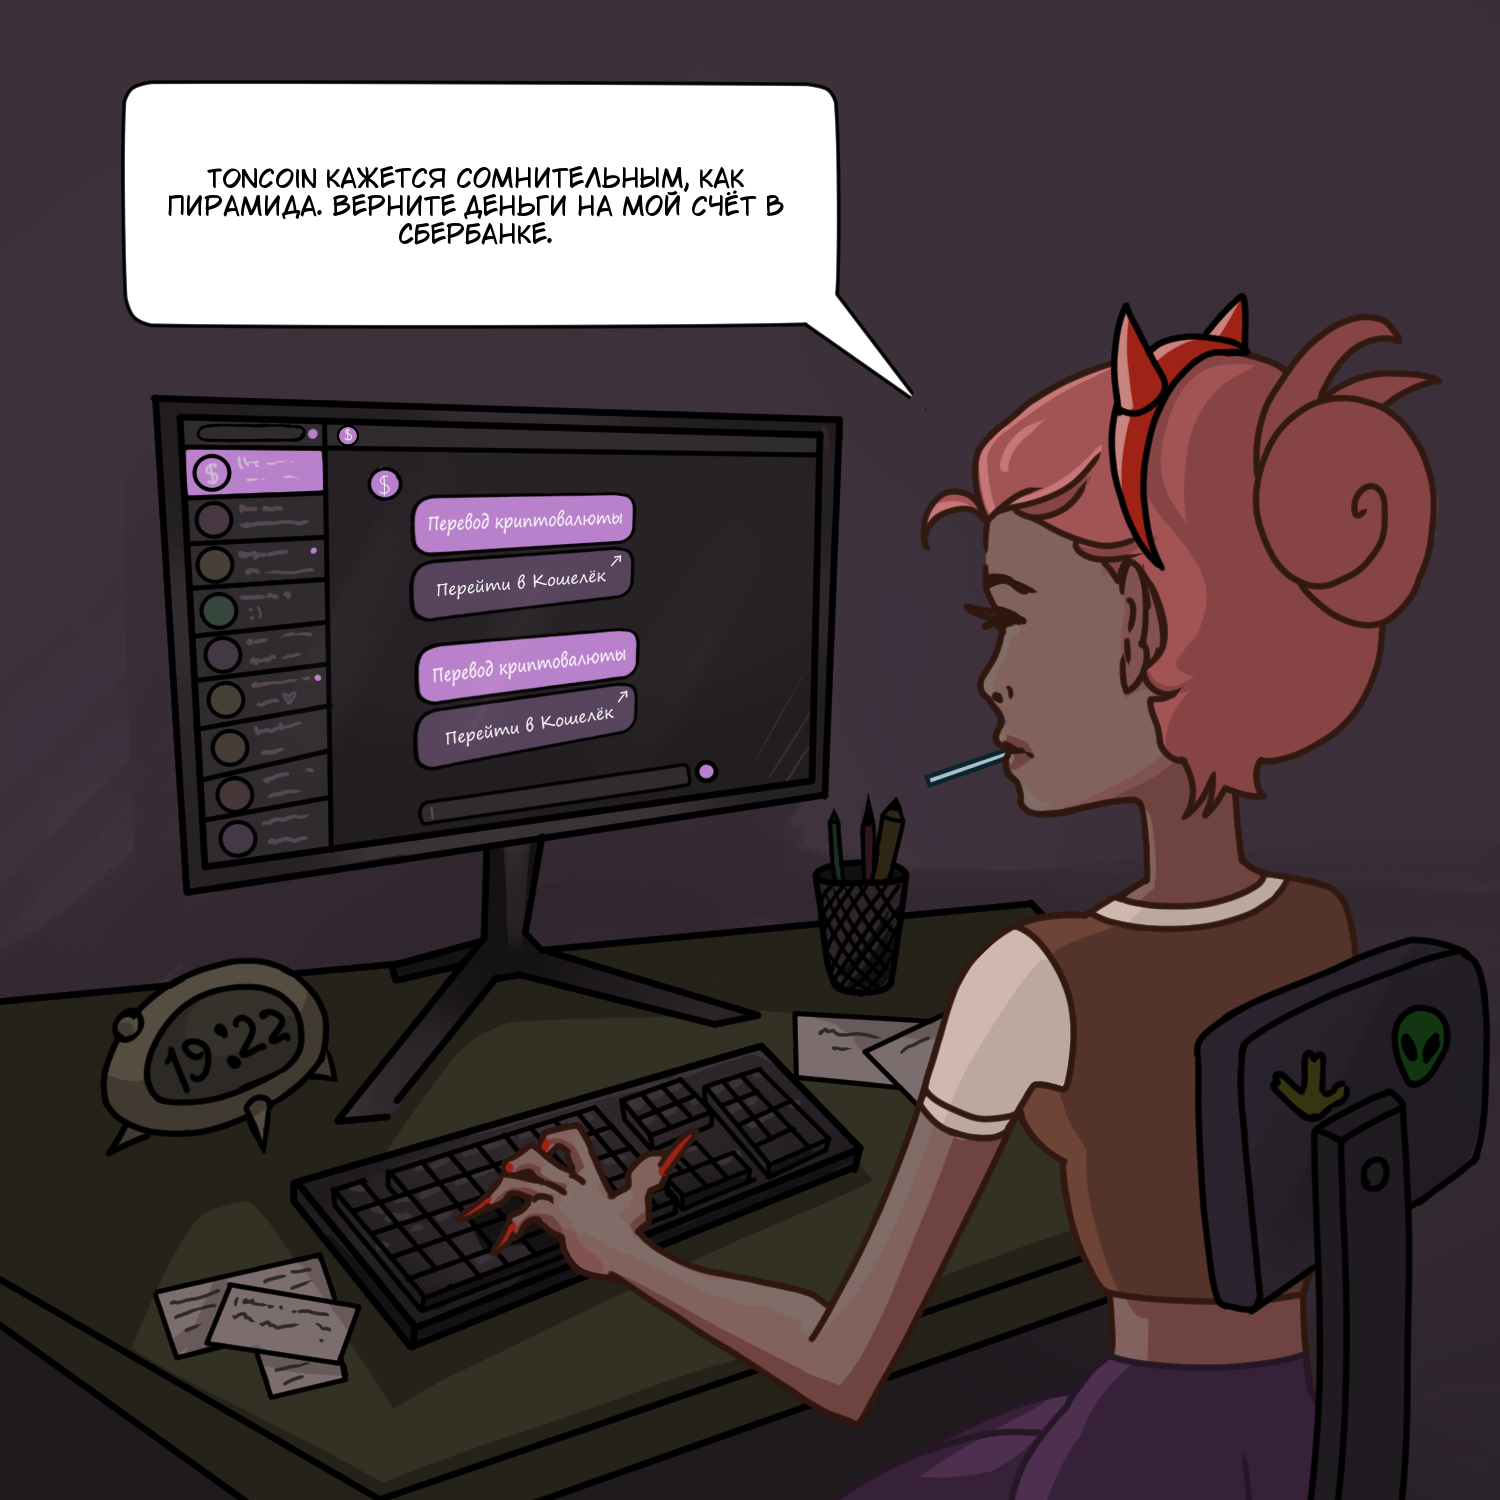 TONCOIN КАЖЕТСЯ СОМНИТЕЛЬНЫМ, КАК
ПИРАМИДА. ВЕРНИТЕ ДЕНЬГИ НА МОЙ СЧЁТ В
СБЕРБАНКЕ.
$
$
$
Перевод криптовалюты
Перейти в Кошелёк
:)
Перевод криптовалюты
Перейти в Кошелёк
19:22